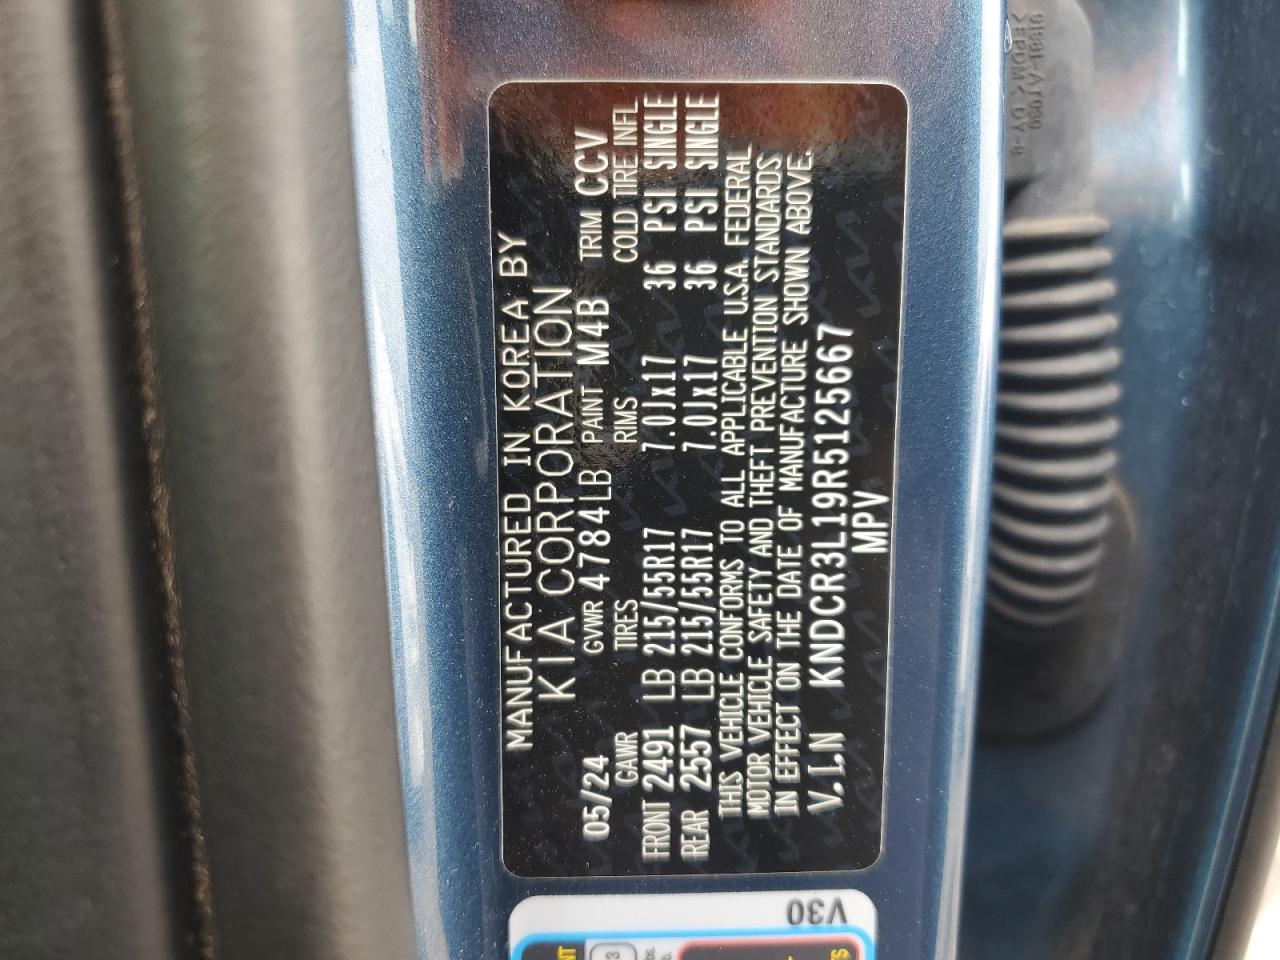 MANUFACTURED IN KOREA BY
KIA CORPORATION
05/24 GVWR 4784LB PAINT M4B TRIM CCV
GAWR TIRES RIMS COLD TIRE INFL
FRONT 2491 LB 215/55R17 7.0Jx17 36 PSI SINGLE
REAR 2557 LB 215/55R17 7.0Jx17 36 PSI SINGLE
THIS VEHICLE CONFORMS TO ALL APPLICABLE U.S.A. FEDERAL
MOTOR VEHICLE SAFETY AND THEFT PREVENTION STANDARDS
IN EFFECT ON THE DATE OF MANUFACTURE SHOWN ABOVE.
V.I.N KNDCR3L19R5125667
MPV
V30
>EPDM< DY-8